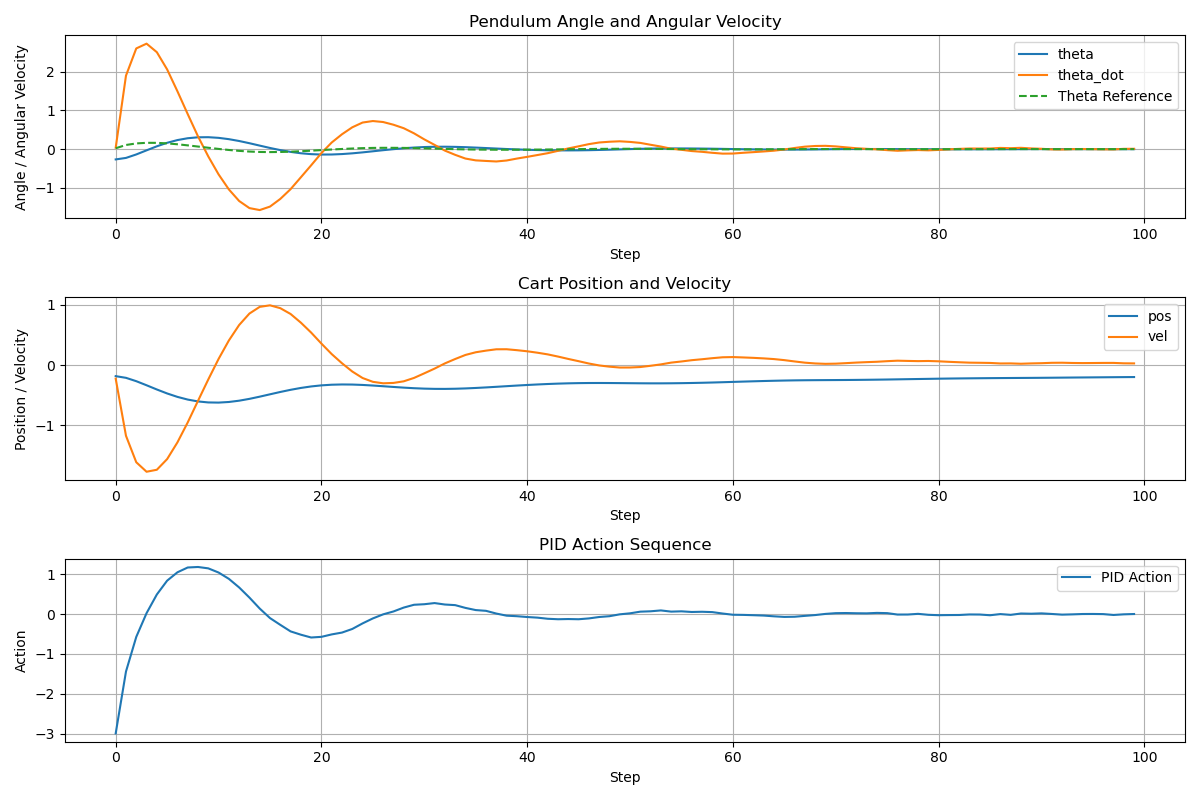 Pendulum Angle and Angular Velocity
Angle / Angular Velocity
2
1
0
−1
theta
theta_dot
Theta Reference
0 20 40 60 80 100
Step
Cart Position and Velocity
Position / Velocity
1
0
−1
pos
vel
0 20 40 60 80 100
Step
PID Action Sequence
Action
1
0
−1
−2
−3
PID Action
0 20 40 60 80 100
Step